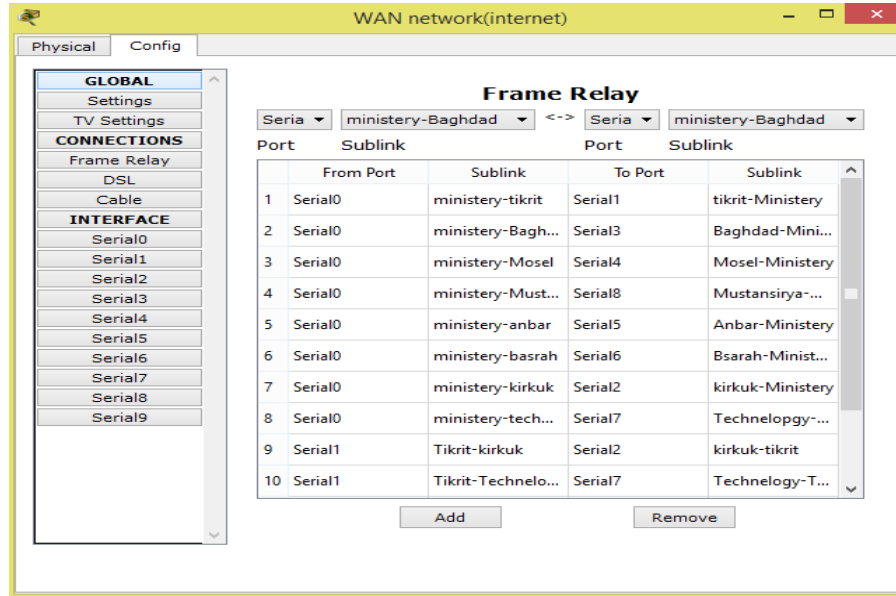 WAN network(internet)
Physical Config
GLOBAL
Settings
TV Settings
CONNECTIONS
Frame Relay
DSL
Cable
INTERFACE
Serial0
Serial1
Serial2
Serial3
Serial4
Serial5
Serial6
Serial7
Serial8
Serial9
Frame Relay
Seria ministery-Baghdad <-> Seria ministery-Baghdad
Port Sublink Port Sublink
From Port Sublink To Port Sublink
1 Serial0 ministery-tikrit Serial1 tikrit-Ministery
2 Serial0 ministery-Bagh... Serial3 Baghdad-Mini...
3 Serial0 ministery-Mosel Serial4 Mosel-Ministery
4 Serial0 ministery-Must... Serial8 Mustansirya-...
5 Serial0 ministery-anbar Serial5 Anbar-Ministery
6 Serial0 ministery-basrah Serial6 Bsarah-Minist...
7 Serial0 ministery-kirkuk Serial2 kirkuk-Ministery
8 Serial0 ministery-tech... Serial7 Technelopgy-...
9 Serial1 Tikrit-kirkuk Serial2 kirkuk-tikrit
10 Serial1 Tikrit-Technelo... Serial7 Technelogy-T...
Add Remove